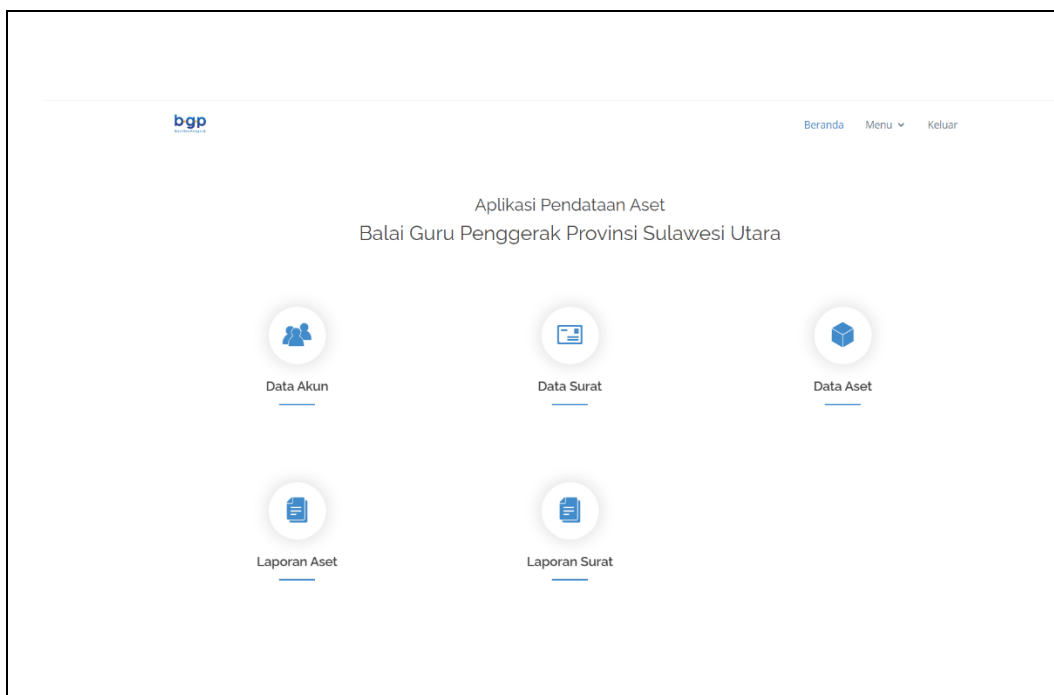 bgp
Beranda Menu Keluar
Aplikasi Pendataan Aset
Balai Guru Penggerak Provinsi Sulawesi Utara
Data Akun Data Surat Data Aset
Laporan Aset Laporan Surat